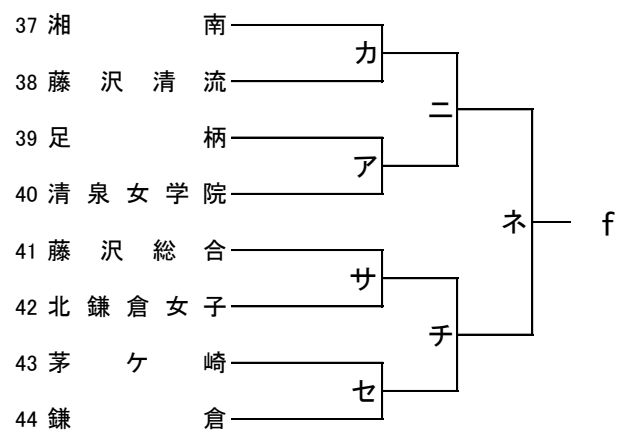 37 湘南
カ
38 藤沢清流
ニ
39 足柄
ア
40 清泉女学院
ネ f
41 藤沢総合
サ
42 北鎌倉女子
チ
43 茅ケ崎
セ
44 鎌倉